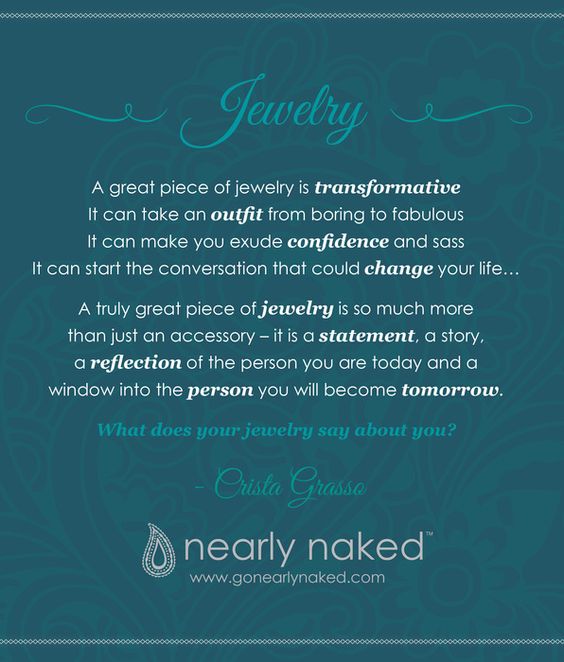 Jewelry
A great piece of jewelry is transformative
It can take an outfit from boring to fabulous
It can make you exude confidence and sass
It can start the conversation that could change your life...
A truly great piece of jewelry is so much more
than just an accessory – it is a statement, a story,
a reflection of the person you are today and a
window into the person you will become tomorrow.
What does your jewelry say about you?
- Crista Grasso
nearly naked™
www.gonearlynaked.com